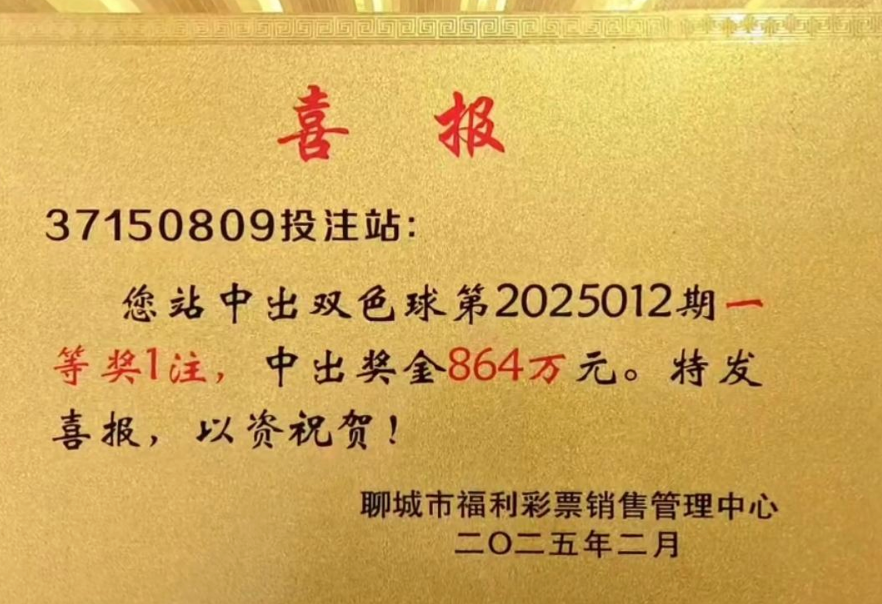 喜报
37150809投注站：
您站中出双色球第2025012期一
等奖1注，中出奖金864万元。特发
喜报，以资祝贺！
聊城市福利彩票销售管理中心
二〇二五年二月